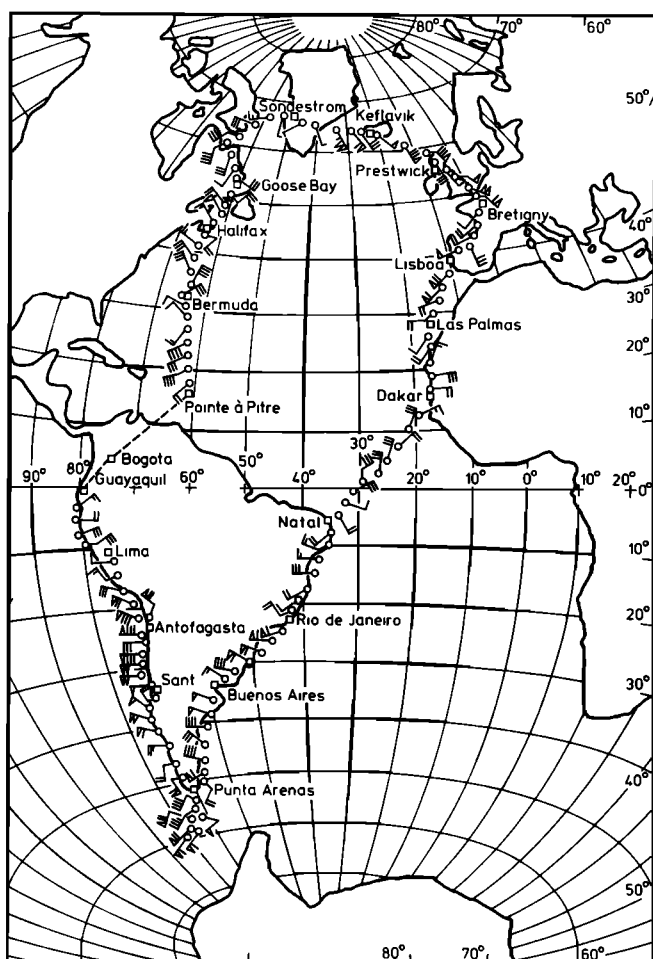 80° 70° 60°
50°
Söndestrom
Keflavik
Prestwick
Goose Bay
Bretigny
40°
Halifax
Lisboa
30°
Bermuda
Las Palmas
20°
Dakar
Pointe à Pitre
10°
30°
Bogota
90° 80° 60° 50° 40° 20° 10° 0° 10° 20° 0°
Guayaquil
Natal
Lima
10°
Rio de Janeiro
20°
Antofagasta
Sant
Buenos Aires
30°
Punta Arenas
40°
50°
80° 70° 60°